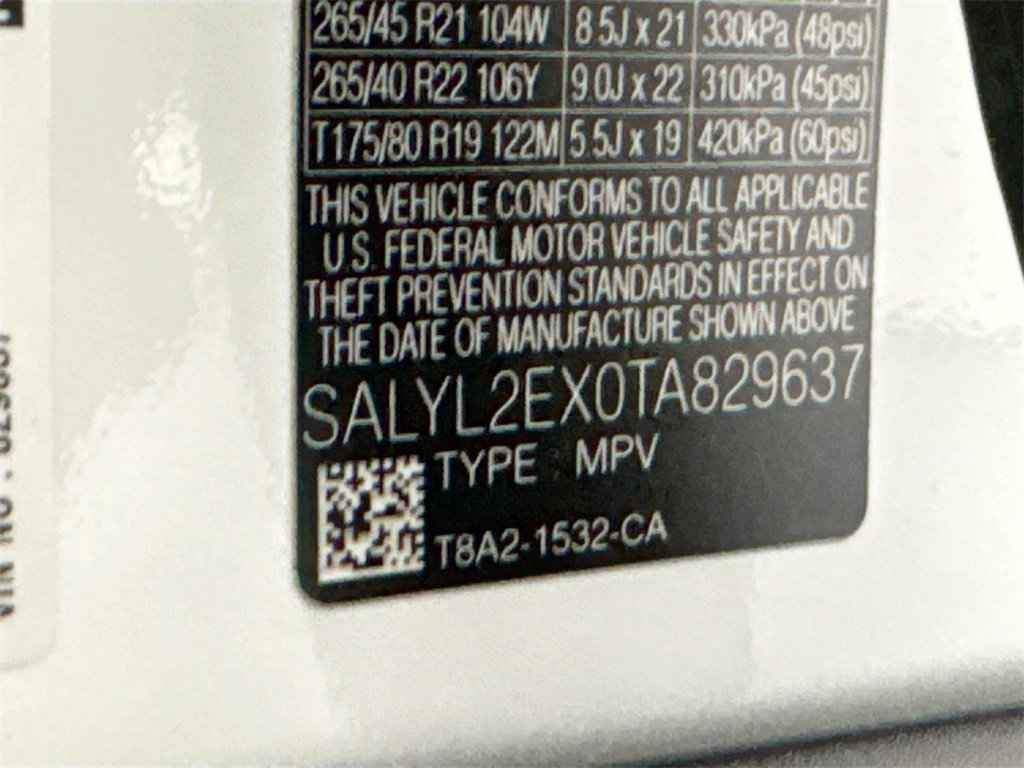 265/45 R21 104W 8 5J x 21 330kPa (48psi)
265/40 R22 106Y 9 0J x 22 310kPa (45psi)
T175/80 R19 122M 5.5J x 19 420kPa (60psi)
THIS VEHICLE CONFORMS TO ALL APPLICABLE
U.S. FEDERAL MOTOR VEHICLE SAFETY AND
THEFT PREVENTION STANDARDS IN EFFECT ON
THE DATE OF MANUFACTURE SHOWN ABOVE
SALYL2EX0TA829637
TYPE : MPV
T8A2-1532-CA